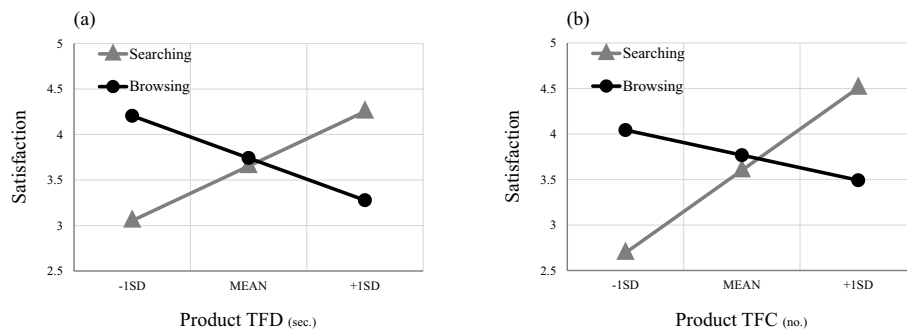 (a)
5
4.5
4
3.5
3
2.5
Satisfaction
Searching
Browsing
-1SD MEAN +1SD
Product TFD (sec.)
(b)
5
4.5
4
3.5
3
2.5
Satisfaction
Searching
Browsing
-1SD MEAN +1SD
Product TFC (no.)